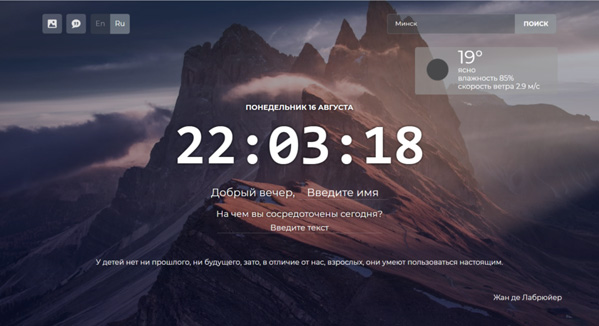 En Ru
Минск ПОИСК
19°
ясно
влажность 85%
скорость ветра 2.9 м/с
ПОНЕДЕЛЬНИК 16 АВГУСТА
22:03:18
Добрый вечер, Введите имя
На чем вы сосредоточены сегодня?
Введите текст
У детей нет ни прошлого, ни будущего, зато, в отличие от нас, взрослых, они умеют пользоваться настоящим.
Жан де Лабрюйер